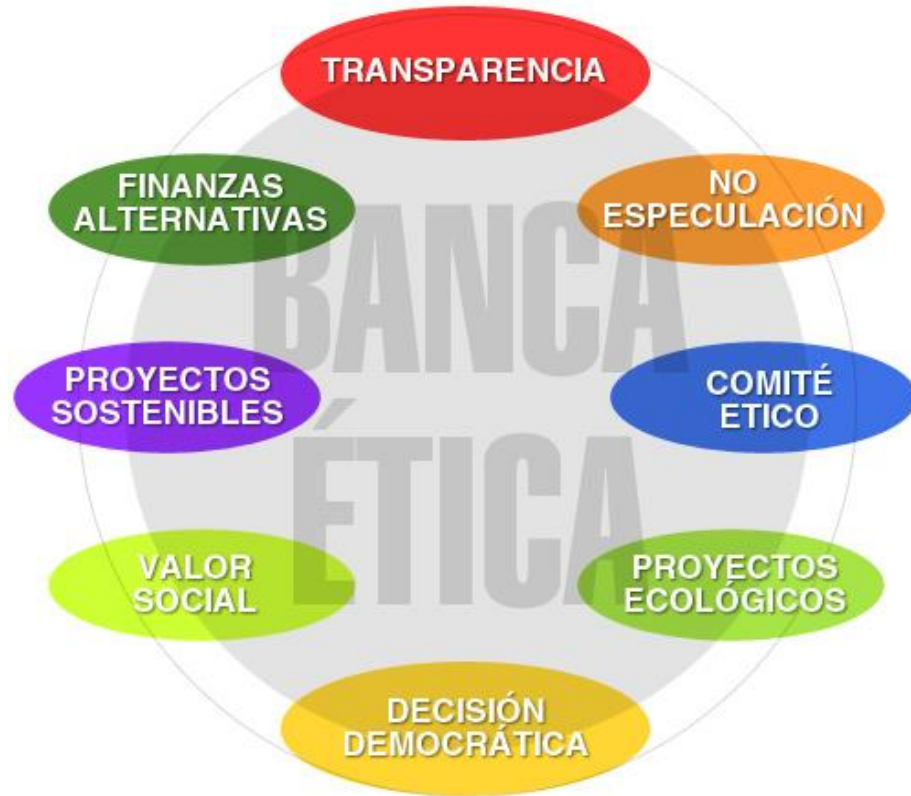 TRANSPARENCIA
FINANZAS
ALTERNATIVAS
NO
ESPECULACIÓN
BANCA
PROYECTOS
SOSTENIBLES
COMITÉ
ETICO
ÉTICA
VALOR
SOCIAL
PROYECTOS
ECOLÓGICOS
DECISIÓN
DEMOCRÁTICA